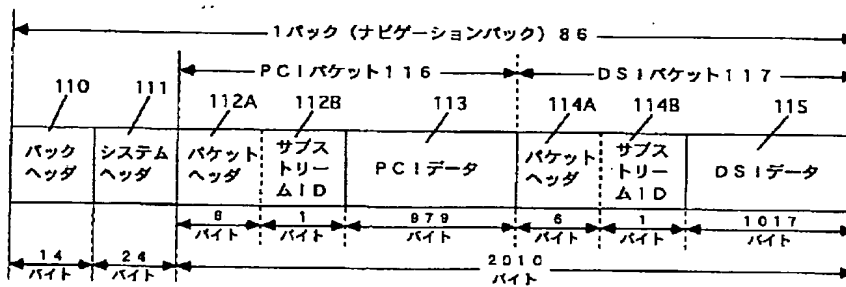 1パック (ナビゲーションパック) 86
PCIパケット116
DSIパケット117
110
111
112A
112B
113
114A
114B
115
パック
ヘッダ
システム
ヘッダ
パケット
ヘッダ
サブス
トリー
ムID
PCIデータ
パケット
ヘッダ
サブス
トリー
ムID
DSIデータ
6
バイト
1
バイト
979
バイト
6
バイト
1
バイト
1017
バイト
14
バイト
24
バイト
2010
バイト